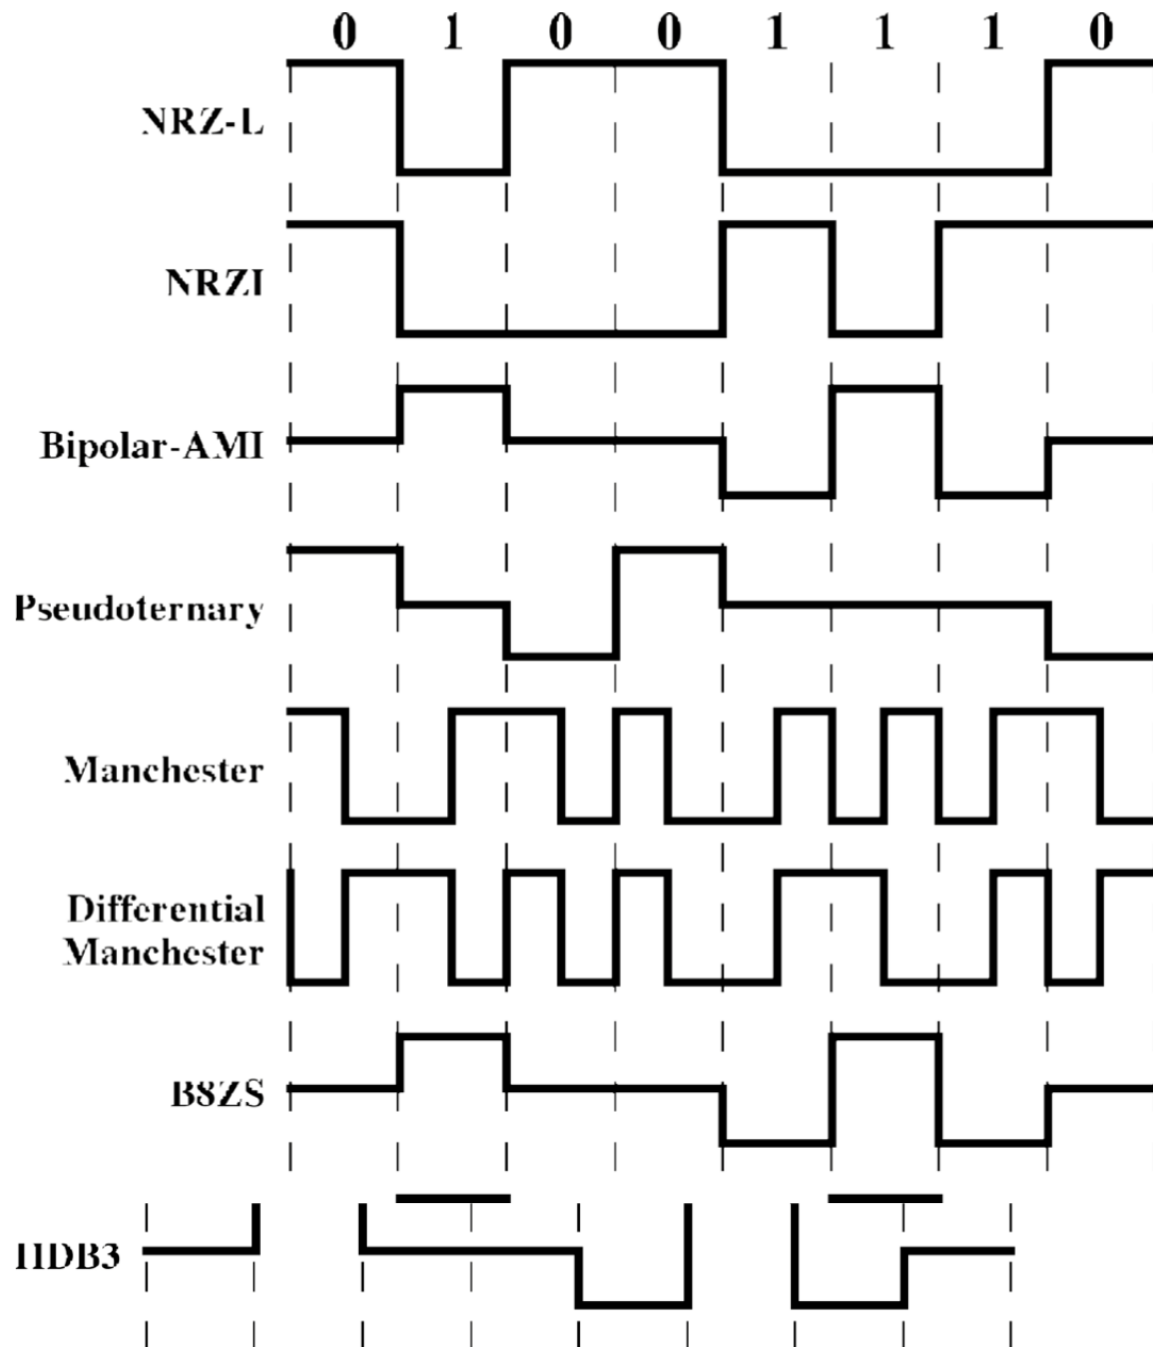 0 1 0 0 1 1 1 0
NRZ-L
NRZI
Bipolar-AMI
Pseudoternary
Manchester
Differential
Manchester
B8ZS
HDB3